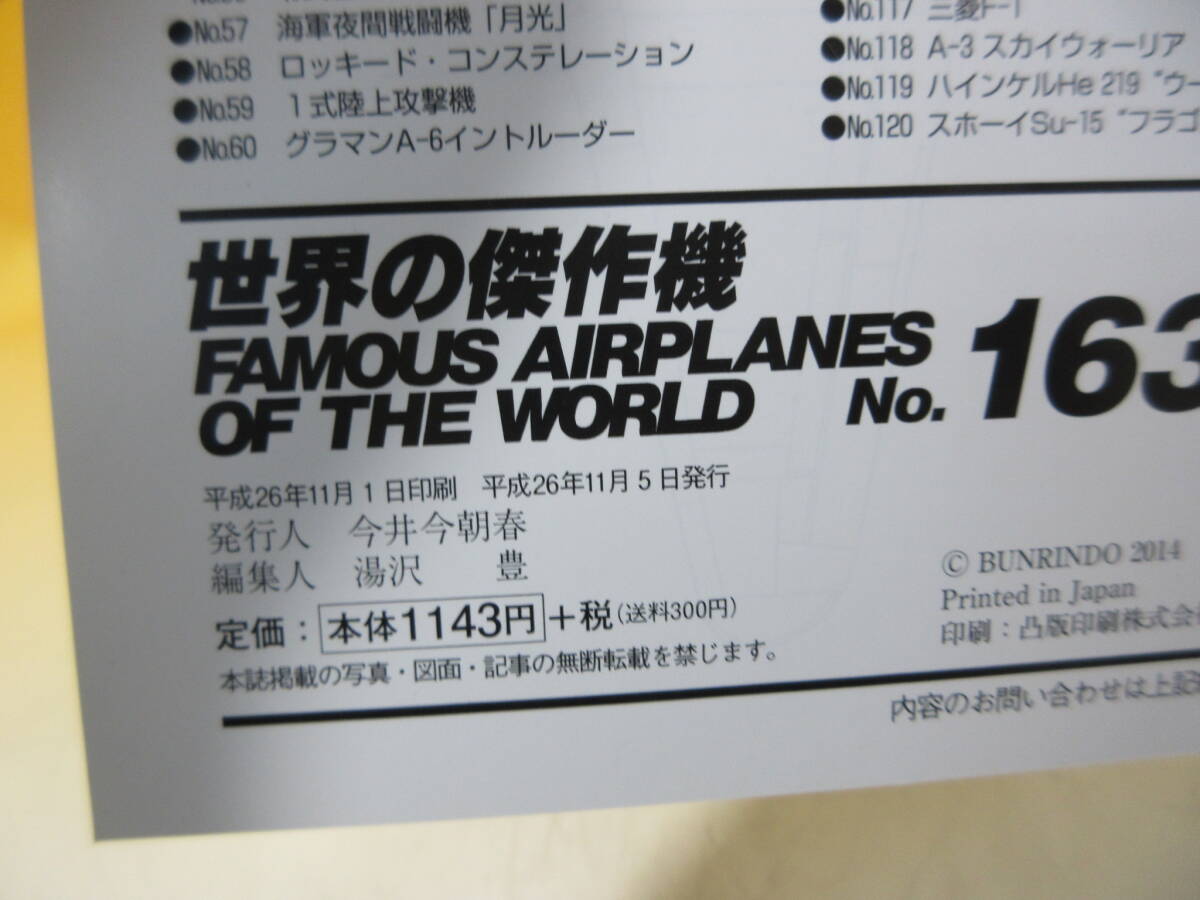 ●No.57 海軍夜間戦闘機「月光」
●No.58 ロッキード・コンステレーション
●No.59 1式陸上攻撃機
●No.60 グラマンA-6イントルーダー
●No.117 三菱F-1
●No.118 A-3 スカイウォーリア
●No.119 ハインケルHe 219 "ウー
●No.120 スホーイSu-15 "フラゴ
世界の傑作機
FAMOUS AIRPLANES
OF THE WORLD No. 163
平成26年11月1日印刷 平成26年11月5日発行
発行人 今井今朝春
編集人 湯沢 豊
定価：本体1143円+税(送料300円)
本誌掲載の写真・図面・記事の無断転載を禁じます。
© BUNRINDO 2014
Printed in Japan
印刷：凸版印刷株式会
内容のお問い合わせは上記